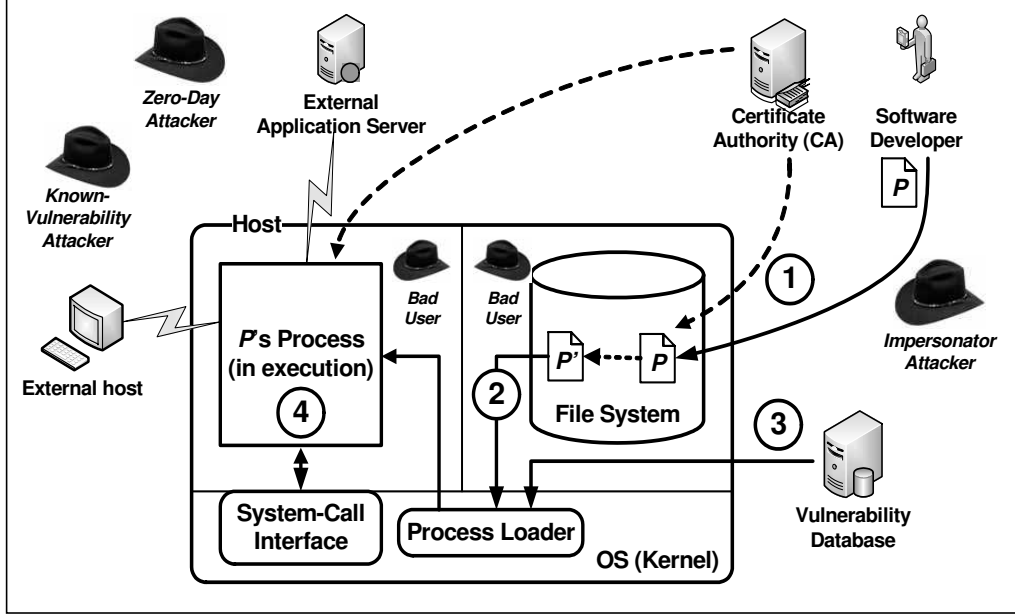 Zero-Day
Attacker
External
Application Server
Certificate
Authority (CA)
Software
Developer
P
Known-
Vulnerability
Attacker
Host
Bad
User
Bad
User
1
Impersonator
Attacker
External host
P's Process
(in execution)
4
2
P'
P
File System
3
Vulnerability
Database
System-Call
Interface
Process Loader
OS (Kernel)